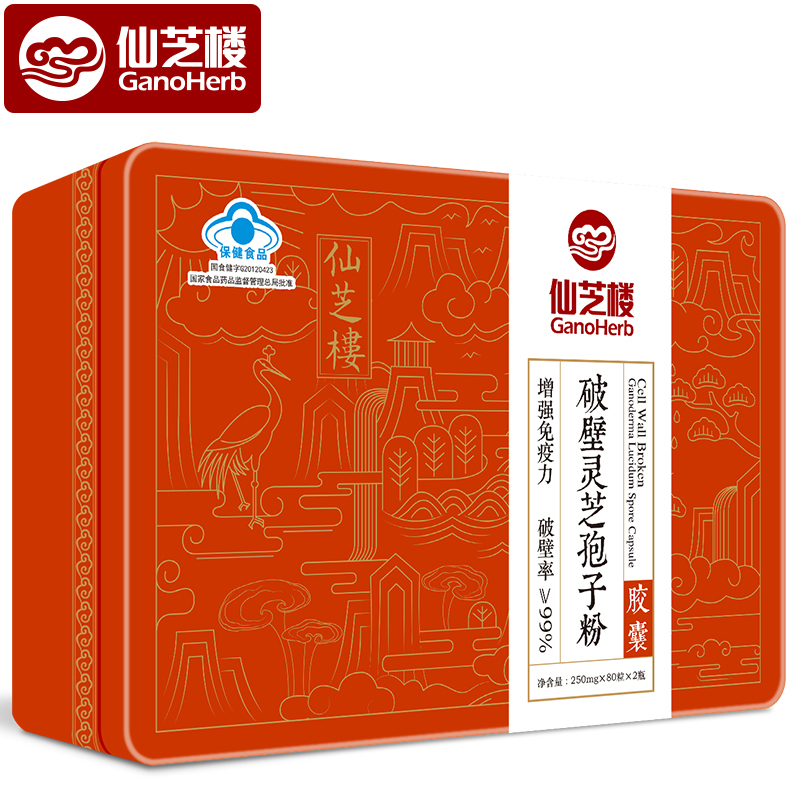 仙芝楼
GanoHerb
保健食品
国食健字G20120423
国家食品药品监督管理总局批准
仙芝樓
仙芝楼
GanoHerb
Cell Wall Broken
Ganoderma Lucidum Spore Capsule
破壁灵芝孢子粉
胶囊
增强免疫力 破壁率≥99%
净含量:250mg×80粒×2瓶